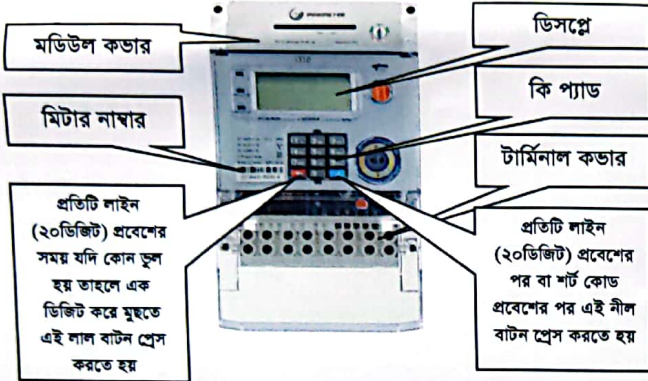 মডিউল কভার
ডিসপ্লে
মিটার নাম্বার
কি প্যাড
টার্মিনাল কভার
প্রতিটি লাইন
(২০ডিজিট) প্রবেশের
সময় যদি কোন ভুল
হয় তাহলে এক
ডিজিট করে মুছতে
এই লাল বাটন প্রেস
করতে হয়
প্রতিটি লাইন
(২০ডিজিট) প্রবেশের
পর বা শর্ট কোড
প্রবেশের পর এই নীল
বাটন প্রেস করতে হয়